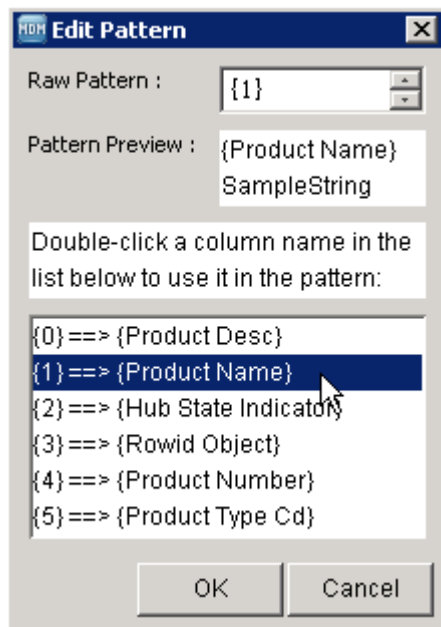 MDM Edit Pattern
Raw Pattern : {1}
Pattern Preview : {Product Name}
SampleString
Double-click a column name in the
list below to use it in the pattern:
{0} ==> {Product Desc}
{1} ==> {Product Name}
{2} ==> {Hub State Indicator}
{3} ==> {Rowid Object}
{4} ==> {Product Number}
{5} ==> {Product Type Cd}
OK Cancel